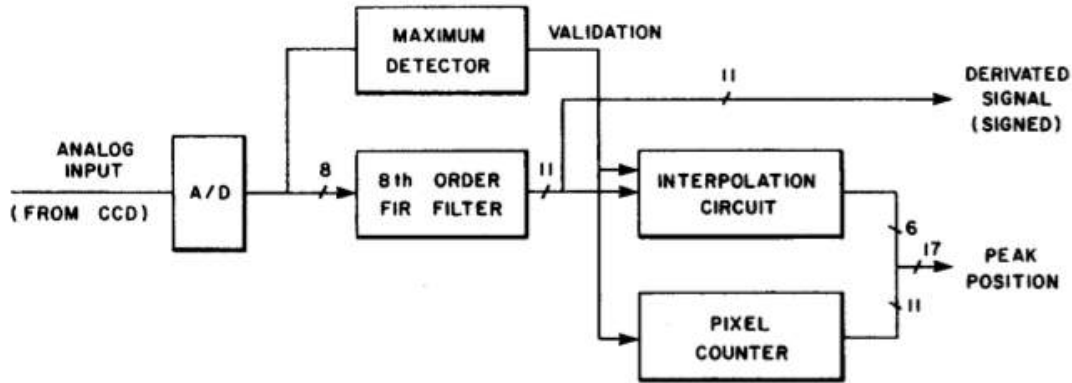 MAXIMUM
DETECTOR
VALIDATION
11
DERIVATED
SIGNAL
(SIGNED)
ANALOG
INPUT
(FROM CCD)
A/D
8
8th ORDER
FIR FILTER
11
INTERPOLATION
CIRCUIT
6
17
PEAK
POSITION
11
PIXEL
COUNTER